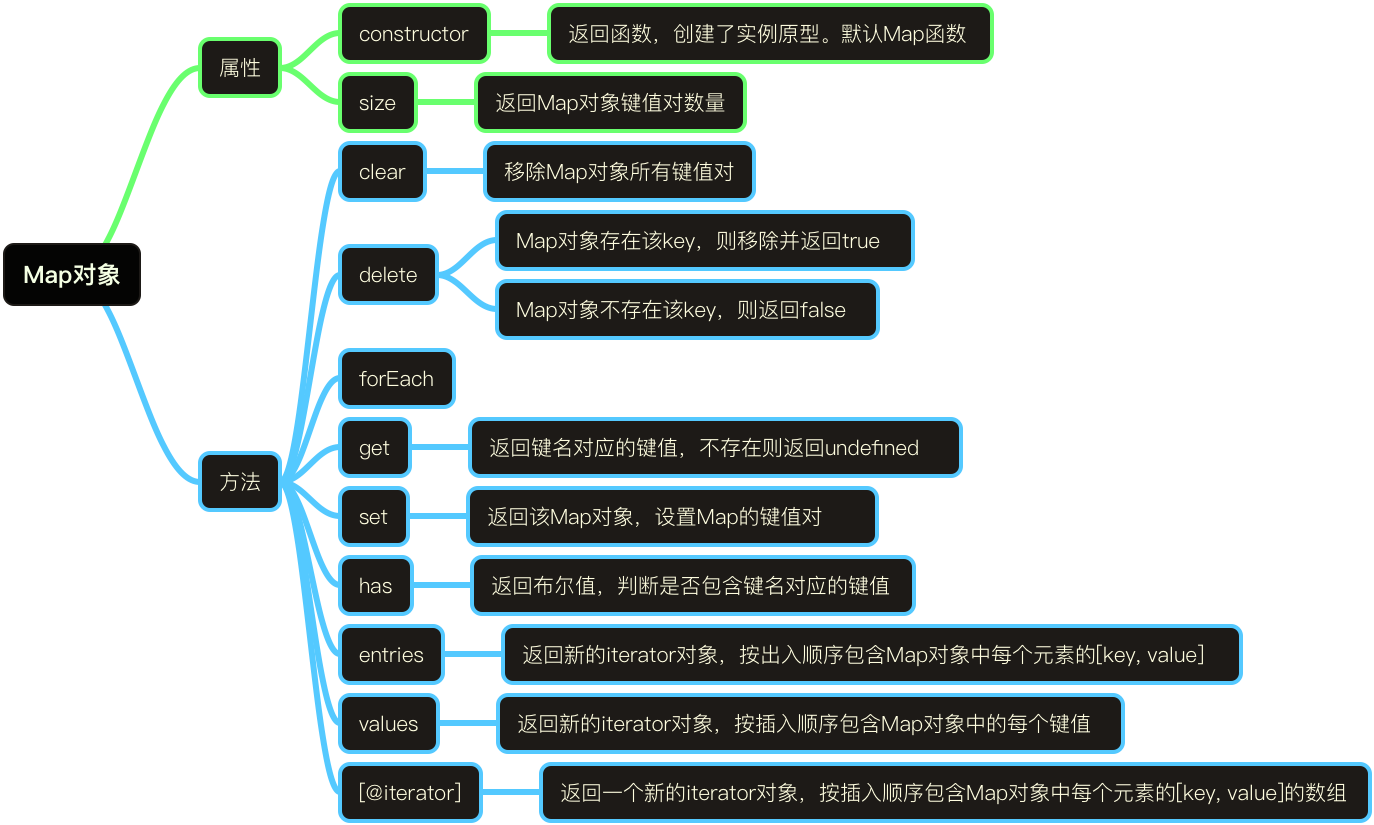 Map对象
属性
constructor
返回函数，创建了实例原型。默认Map函数
size
返回Map对象键值对数量
方法
clear
移除Map对象所有键值对
delete
Map对象存在该key，则移除并返回true
Map对象不存在该key，则返回false
forEach
get
返回键名对应的键值，不存在则返回undefined
set
返回该Map对象，设置Map的键值对
has
返回布尔值，判断是否包含键名对应的键值
entries
返回新的iterator对象，按出入顺序包含Map对象中每个元素的[key, value]
values
返回新的iterator对象，按插入顺序包含Map对象中的每个键值
[@iterator]
返回一个新的iterator对象，按插入顺序包含Map对象中每个元素的[key, value]的数组